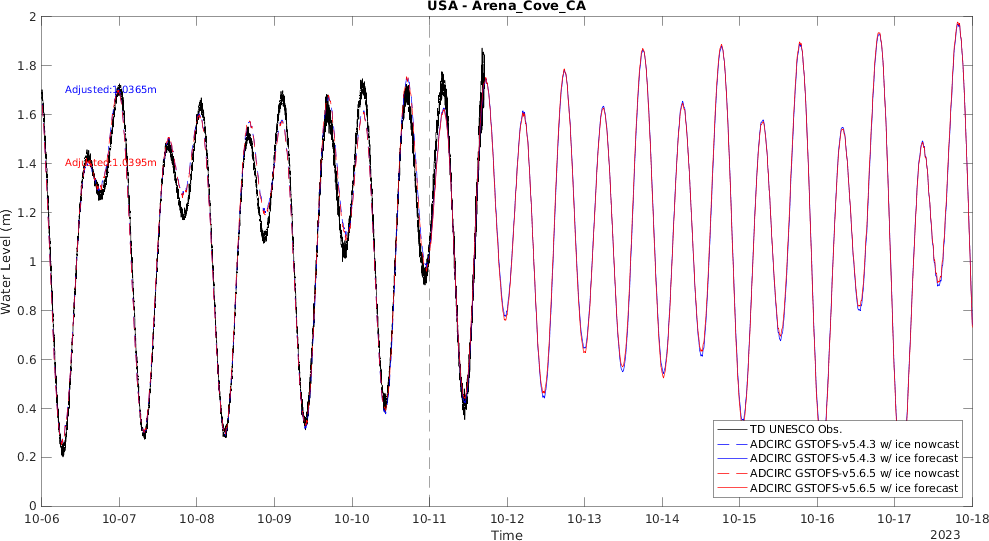 USA - Arena_Cove_CA
2
1.8
1.6
1.4
1.2
1
0.8
0.6
0.4
0.2
0
Water Level (m)
Adjusted:1.0365m
Adjusted:1.0395m
TD UNESCO Obs.
ADCIRC GSTOFS-v5.4.3 w/ ice nowcast
ADCIRC GSTOFS-v5.4.3 w/ ice forecast
ADCIRC GSTOFS-v5.6.5 w/ ice nowcast
ADCIRC GSTOFS-v5.6.5 w/ ice forecast
10-06 10-07 10-08 10-09 10-10 10-11 10-12 10-13 10-14 10-15 10-16 10-17 10-18
Time
2023